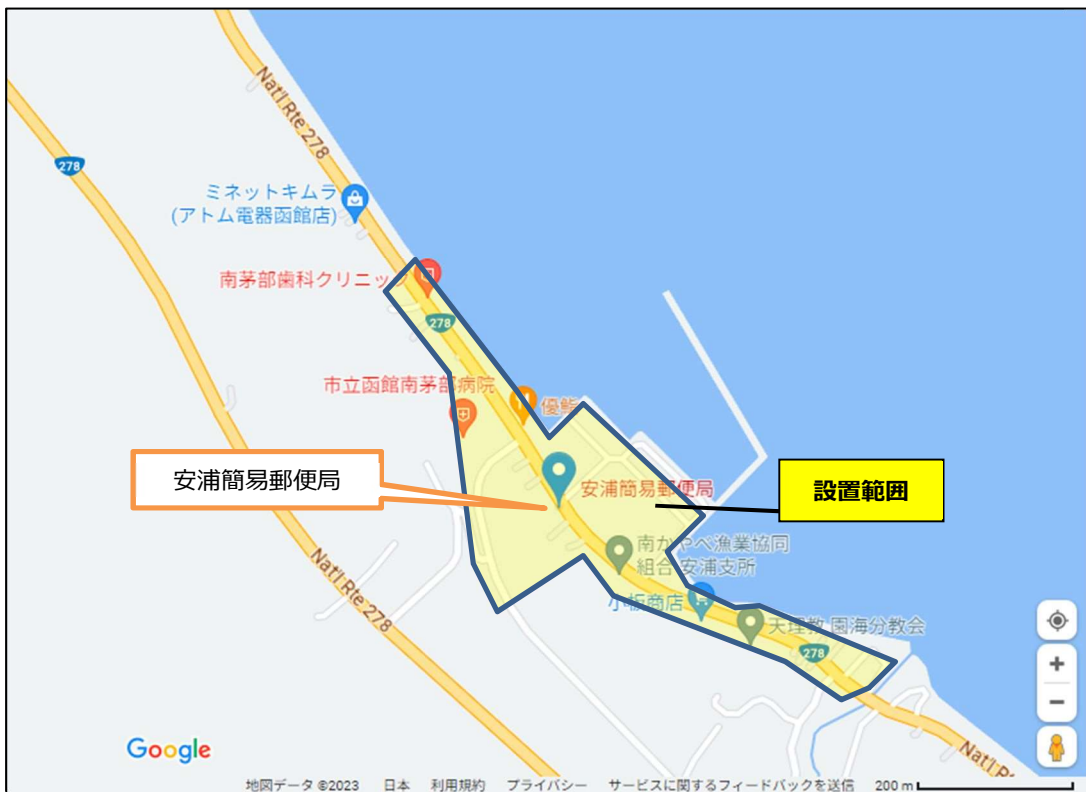 Nat'l Rte 278
278
ミネットキムラ
(アトム電器函館店)
南茅部歯科クリニック
278
市立函館南茅部病院
優鮨
安浦簡易郵便局
安浦簡易郵便局
設置範囲
南かやべ漁業協同
組合 安浦支所
小板商店
天理教 園海分教会
278
Nat'l Rte 278
Nat'l R
Google
地図データ ©2023 日本 利用規約 プライバシー サービスに関するフィードバックを送信 200 m